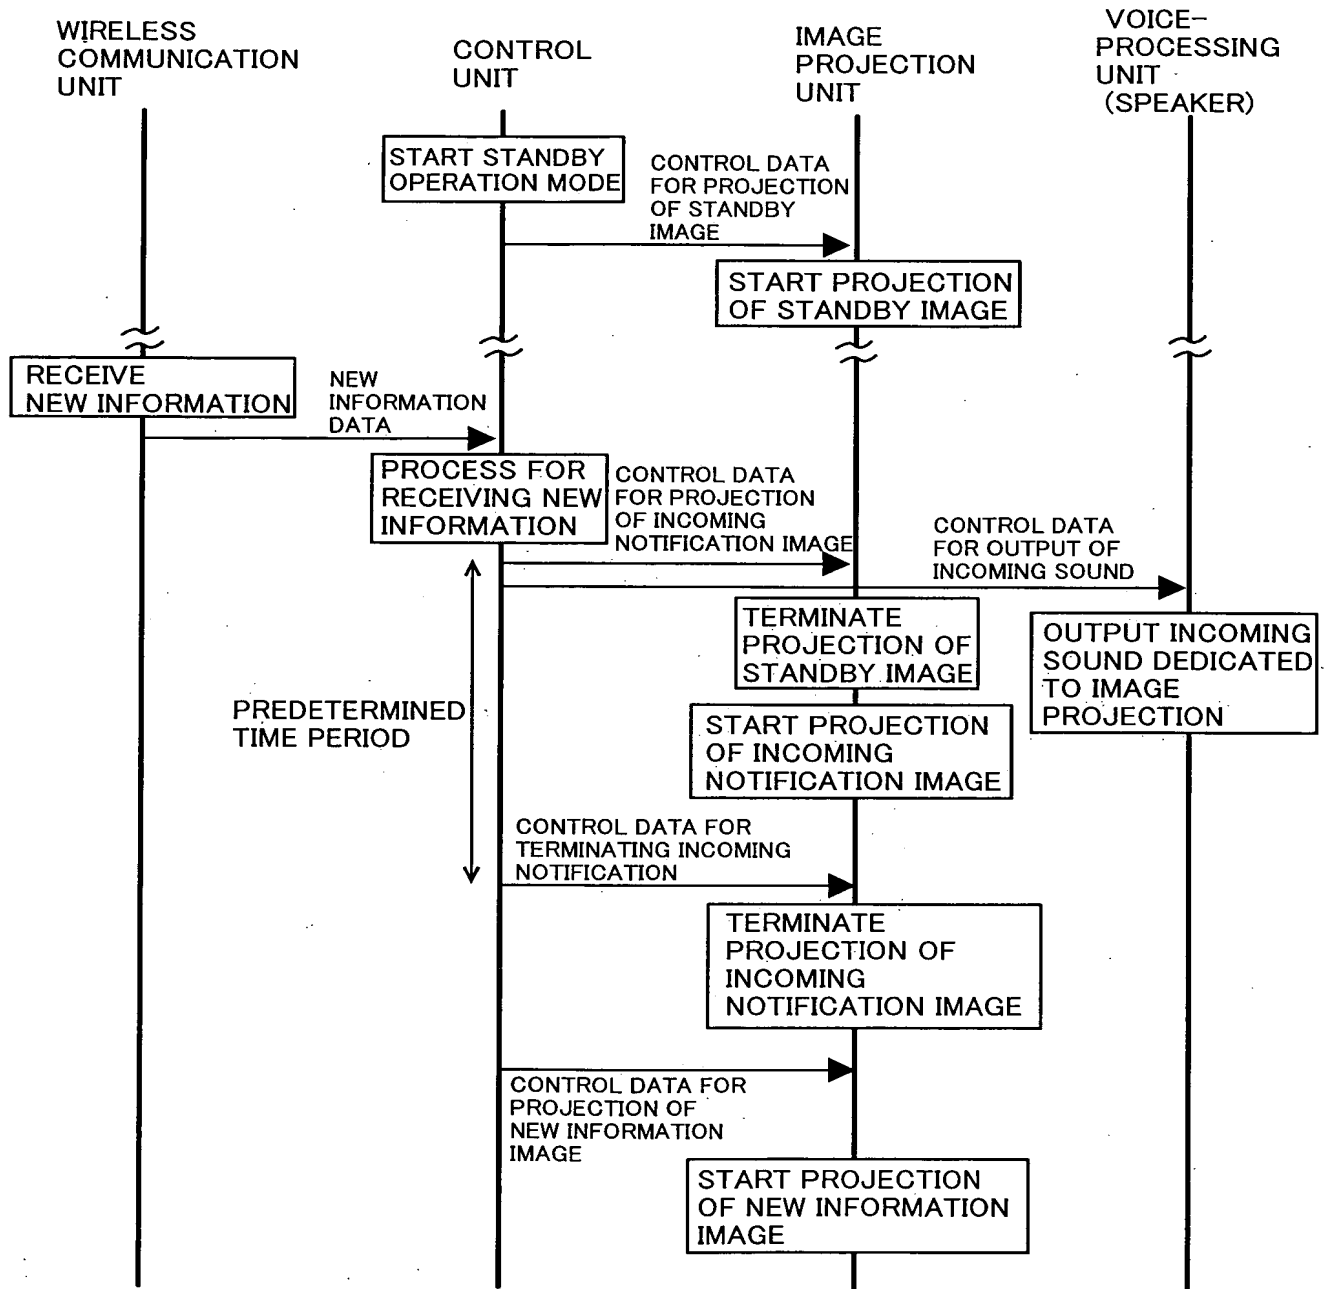 WIRELESS
COMMUNICATION
UNIT
CONTROL
UNIT
IMAGE
PROJECTION
UNIT
VOICE-
PROCESSING
UNIT
(SPEAKER)
START STANDBY
OPERATION MODE
CONTROL DATA
FOR PROJECTION
OF STANDBY
IMAGE
START PROJECTION
OF STANDBY IMAGE
RECEIVE
NEW INFORMATION
NEW
INFORMATION
DATA
PROCESS FOR
RECEIVING NEW
INFORMATION
CONTROL DATA
FOR PROJECTION
OF INCOMING
NOTIFICATION IMAGE
CONTROL DATA
FOR OUTPUT OF
INCOMING SOUND
TERMINATE
PROJECTION OF
STANDBY IMAGE
OUTPUT INCOMING
SOUND DEDICATED
TO IMAGE
PROJECTION
PREDETERMINED
TIME PERIOD
START PROJECTION
OF INCOMING
NOTIFICATION IMAGE
CONTROL DATA FOR
TERMINATING INCOMING
NOTIFICATION
TERMINATE
PROJECTION OF
INCOMING
NOTIFICATION IMAGE
CONTROL DATA FOR
PROJECTION OF
NEW INFORMATION
IMAGE
START PROJECTION
OF NEW INFORMATION
IMAGE